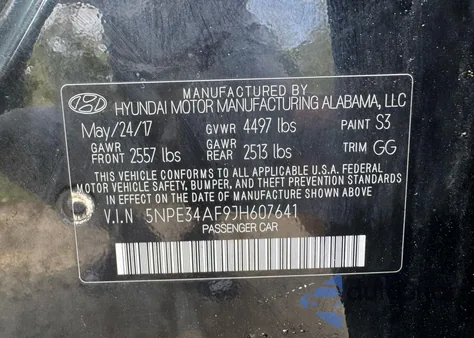 MANUFACTURED BY
HYUNDAI MOTOR MANUFACTURING ALABAMA, LLC
May/24/17 GVWR 4497 lbs PAINT S3
GAWR FRONT 2557 lbs GAWR REAR 2513 lbs TRIM GG
THIS VEHICLE CONFORMS TO ALL APPLICABLE U.S.A. FEDERAL
MOTOR VEHICLE SAFETY, BUMPER, AND THEFT PREVENTION STANDARDS
IN EFFECT ON THE DATE OF MANUFACTURE SHOWN ABOVE.
V.I.N 5NPE34AF9JH607641
PASSENGER CAR